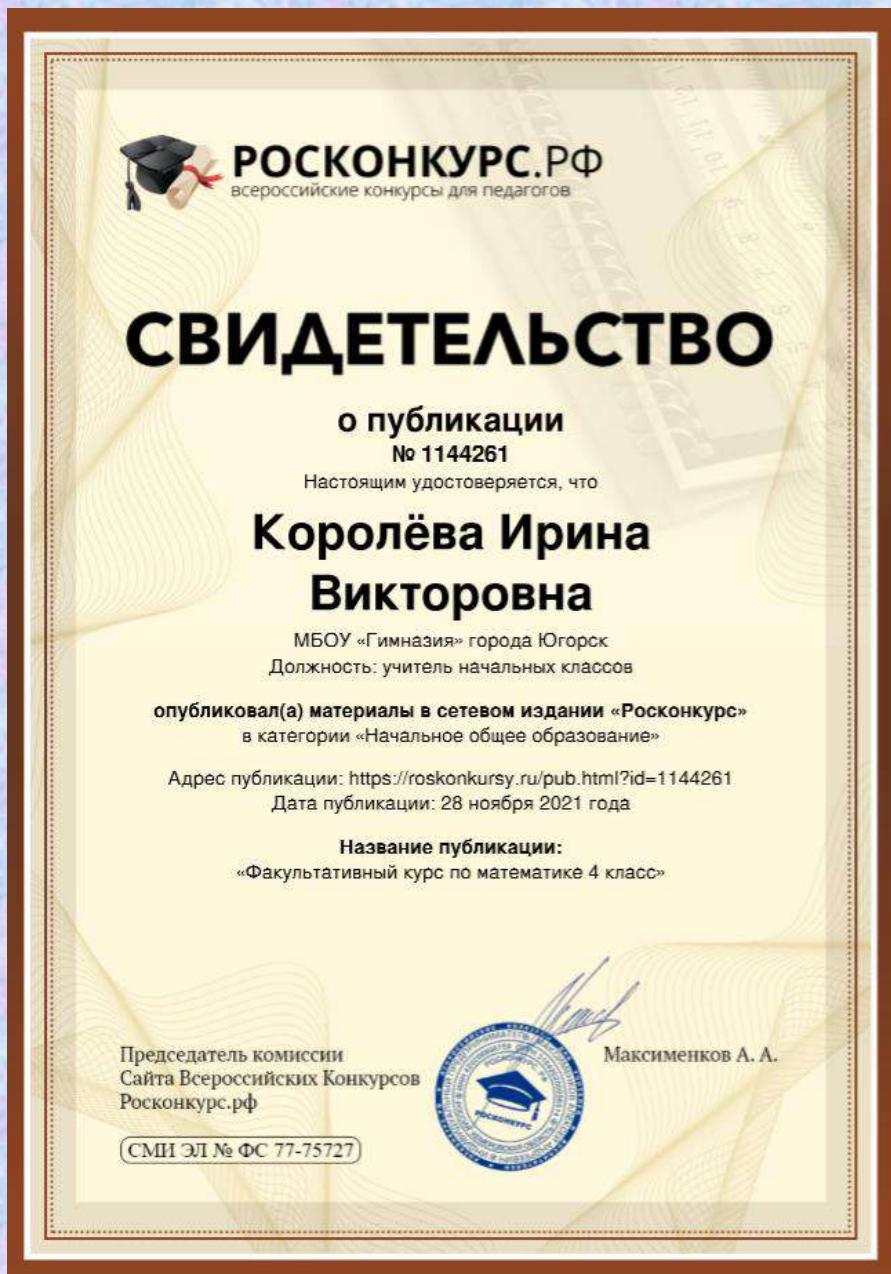 РОСКОНКУРС.РФ
всероссийские конкурсы для педагогов
СВИДЕТЕЛЬСТВО
о публикации
№ 1144261
Настоящим удостоверяется, что
Королёва Ирина
Викторовна
МБОУ «Гимназия» города Югорск
Должность: учитель начальных классов
опубликовал(а) материалы в сетевом издании «Росконкурс»
в категории «Начальное общее образование»
Адрес публикации: https://roskonkursy.ru/pub.html?id=1144261
Дата публикации: 28 ноября 2021 года
Название публикации:
«Факультативный курс по математике 4 класс»
Председатель комиссии
Сайта Всероссийских Конкурсов
Росконкурс.рф
Максименков А. А.
СМИ ЭЛ № ФС 77-75727
РОСКОНКУРС